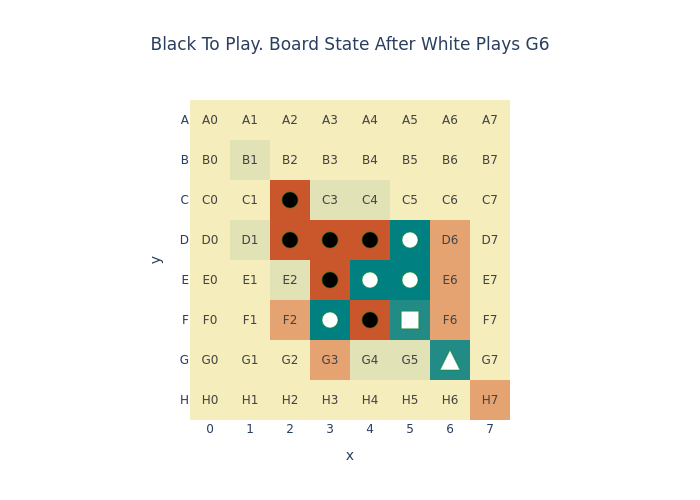 Black To Play. Board State After White Plays G6
A A0 A1 A2 A3 A4 A5 A6 A7
B B0 B1 B2 B3 B4 B5 B6 B7
C C0 C1 C3 C4 C5 C6 C7
D D0 D1 D6 D7
y
E E0 E1 E2 E6 E7
F F0 F1 F2 F6 F7
G G0 G1 G2 G3 G4 G5 G7
H H0 H1 H2 H3 H4 H5 H6 H7
0 1 2 3 4 5 6 7
x